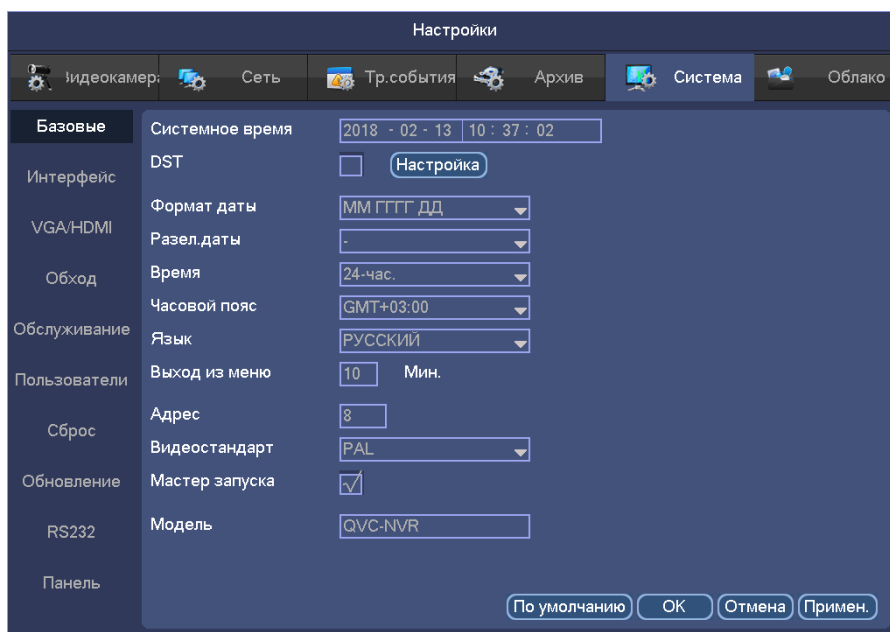 Настройки
Видеокамера Сеть Тр.события Архив Система Облако
Базовые
Интерфейс
VGA/HDMI
Обход
Обслуживание
Пользователи
Сброс
Обновление
RS232
Панель
Системное время 2018 - 02 - 13 10 : 37 : 02
DST Настройка
Формат даты ММ ГГГГ ДД
Разел.даты -
Время 24-час.
Часовой пояс GMT+03:00
Язык РУССКИЙ
Выход из меню 10 Мин.
Адрес 8
Видеостандарт PAL
Мастер запуска
Модель QVC-NVR
По умолчанию OK Отмена Примен.